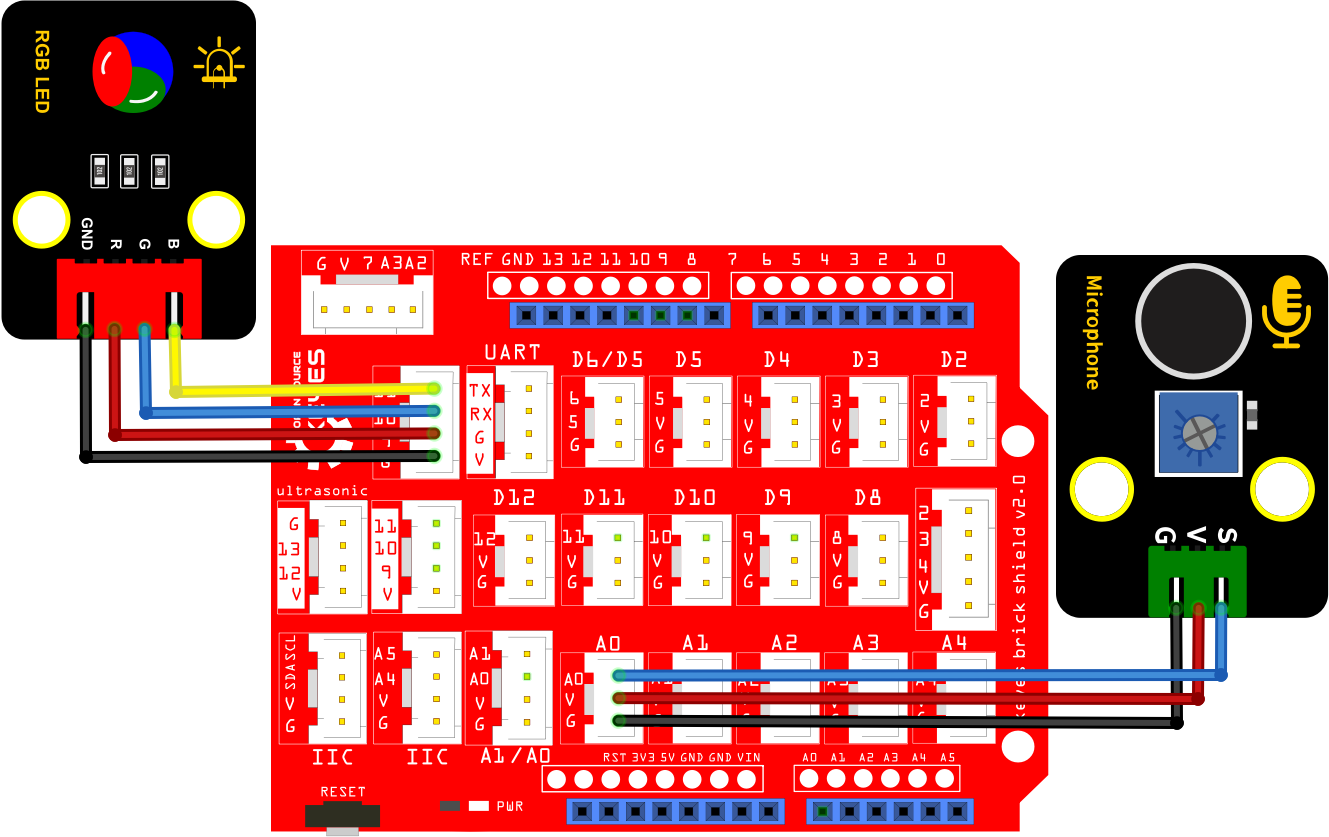 RGB LED
102
102
102
GND
R
G
B
G V 7 A3 A2
REF GND 13 12 11 10 9 8
7 6 5 4 3 2 1 0
UART
TX
RX
G
V
D6/D5
6
5
G
D5
5
V
G
D4
4
V
G
D3
3
V
G
D2
2
V
G
ultrasonic
G
13
12
V
11
10
9
V
D12
12
V
G
D11
11
V
G
D10
10
V
G
D9
9
V
G
D8
8
V
G
2
3
4
V
G
brick shield v2.0
SCL
SDA
V
G
IIC
A5
A4
V
G
IIC
A1
A0
V
G
A1/A0
A0
A0
V
G
A1
A2
A3
A4
RST 3V3 5V GND GND VIN
A0 A1 A2 A3 A4 A5
RESET
PWR
Microphone
G
V
S